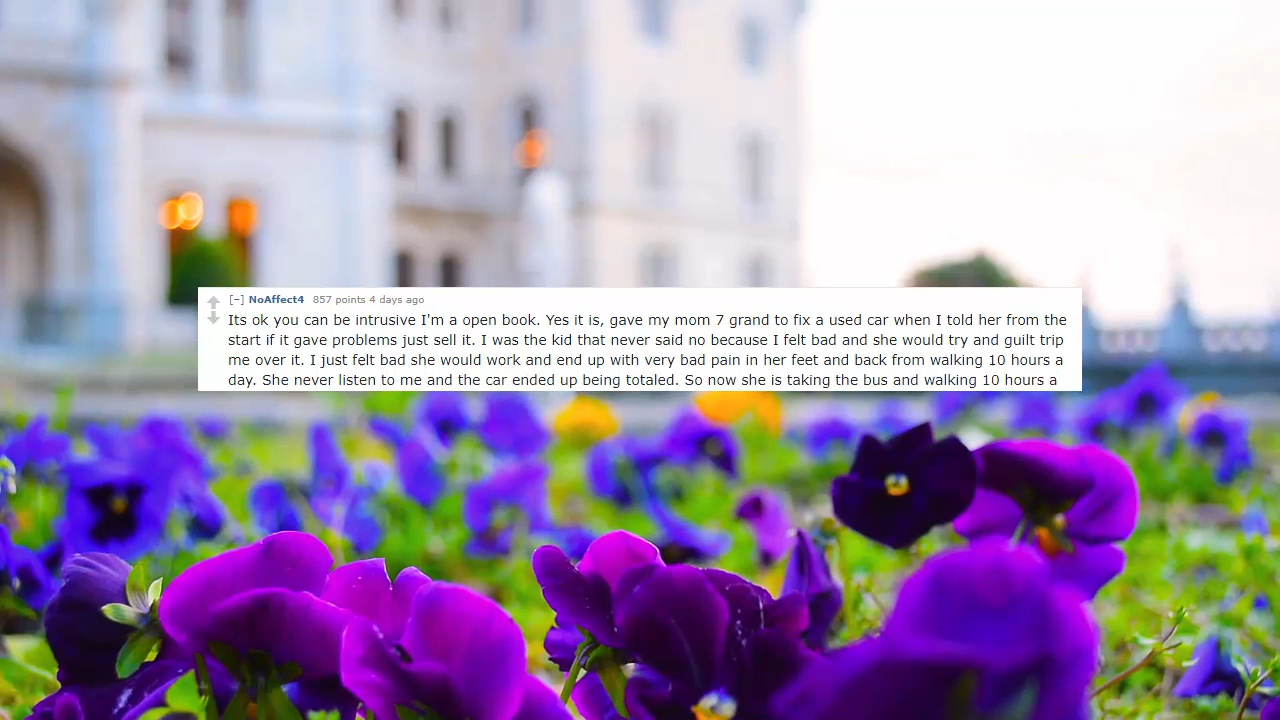 [–] NoAffect4 857 points 4 days ago
Its ok you can be intrusive I'm a open book. Yes it is, gave my mom 7 grand to fix a used car when I told her from the
start if it gave problems just sell it. I was the kid that never said no because I felt bad and she would try and guilt trip
me over it. I just felt bad she would work and end up with very bad pain in her feet and back from walking 10 hours a
day. She never listen to me and the car ended up being totaled. So now she is taking the bus and walking 10 hours a